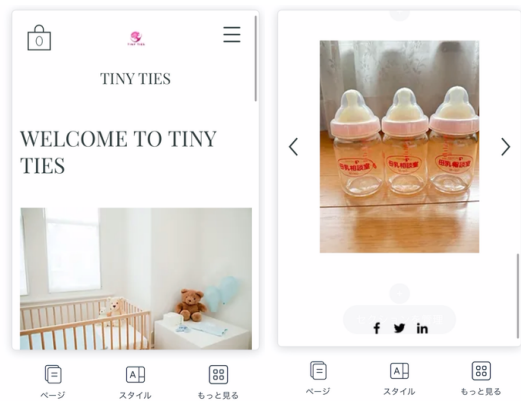 0
TINY TIES
TINY TIES
WELCOME TO TINY
TIES
ページ
スタイル
もっと見る
母乳相談室
母乳相談室
母乳相談室
ページ
スタイル
もっと見る